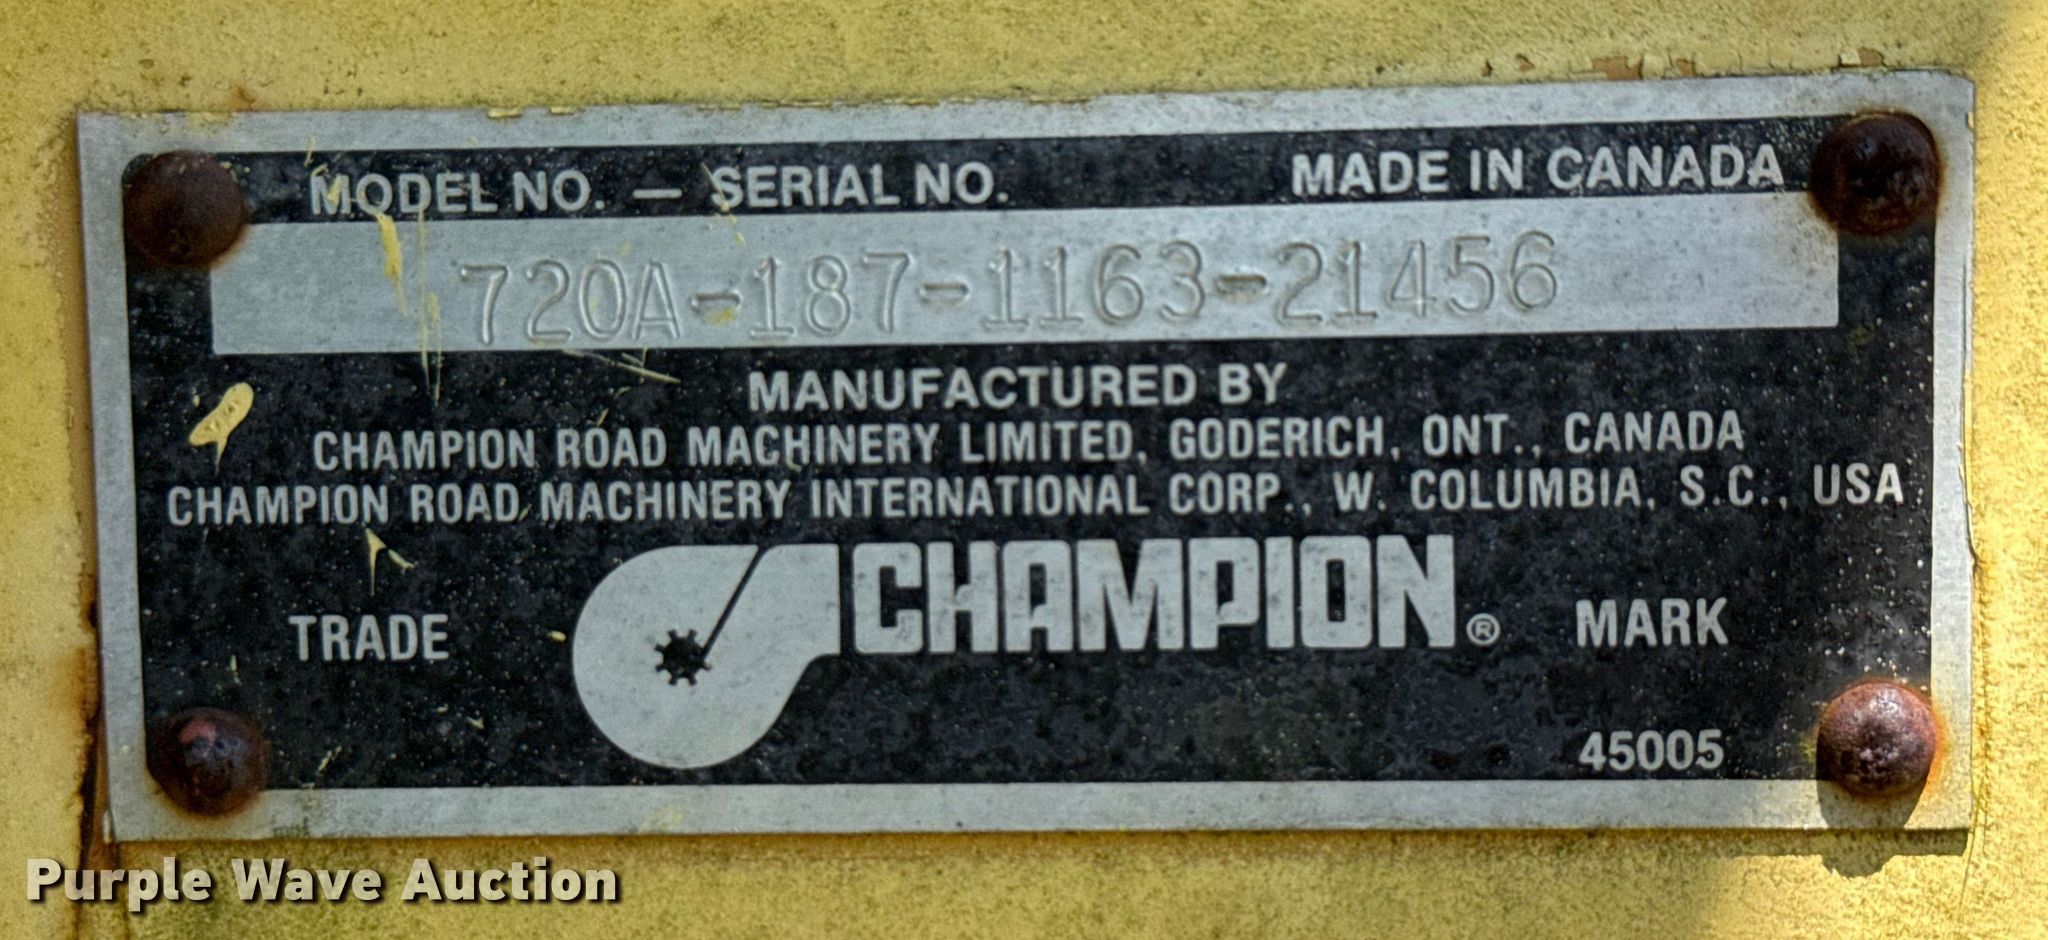 MODEL NO. — SERIAL NO. MADE IN CANADA
720A-187-1163-21456
MANUFACTURED BY
CHAMPION ROAD MACHINERY LIMITED, GODERICH, ONT., CANADA
CHAMPION ROAD MACHINERY INTERNATIONAL CORP., W. COLUMBIA, S.C., USA
TRADE CHAMPION® MARK
45005
Purple Wave Auction